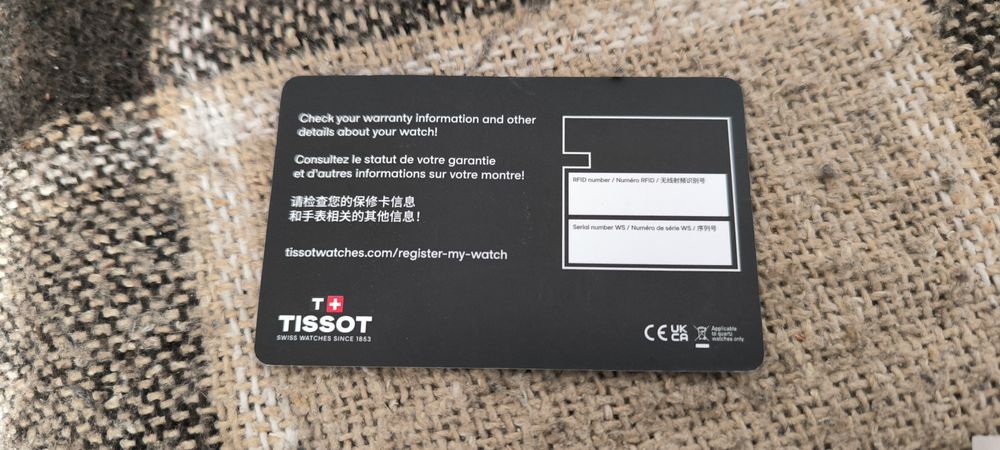 Check your warranty information and other
details about your watch!
Consultez le statut de votre garantie
et d'autres informations sur votre montre!
请检查您的保修卡信息
和手表相关的其他信息!
tissotwatches.com/register-my-watch
T+
TISSOT
SWISS WATCHES SINCE 1853
RFID number / Numéro RFID / 无线射频识别号
Serial number WS / Numéro de série WS / 序列号
CE UK
CA
Applicable
to quartz
watches only